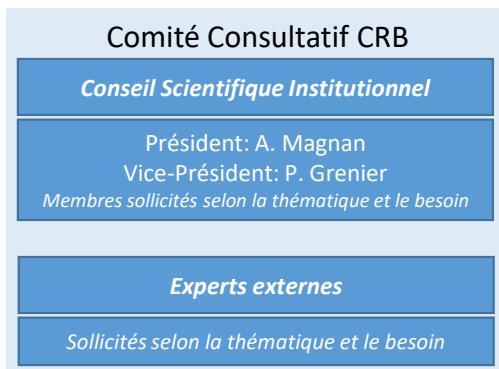 Comité Consultatif CRB
Conseil Scientifique Institutionnel
Président: A. Magnan
Vice-Président: P. Grenier
Membres sollicités selon la thématique et le besoin
Experts externes
Sollicités selon la thématique et le besoin